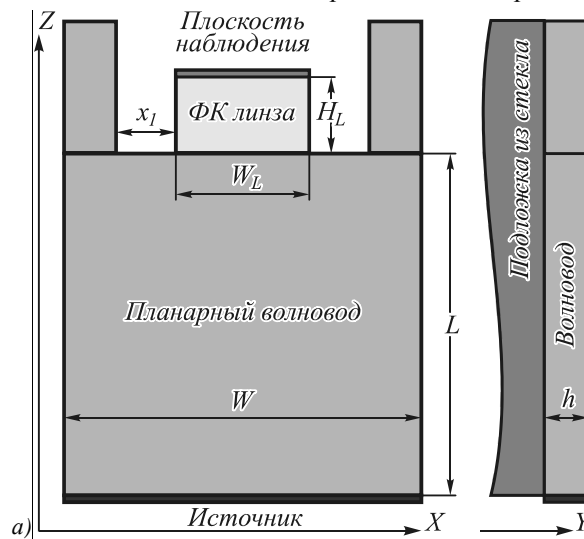 Z
Плоскость
наблюдения
x1
ФК линза
HL
WL
Подложка из стекла
Волновод
Планарный волновод
L
W
h
Источник
а)
X
Y